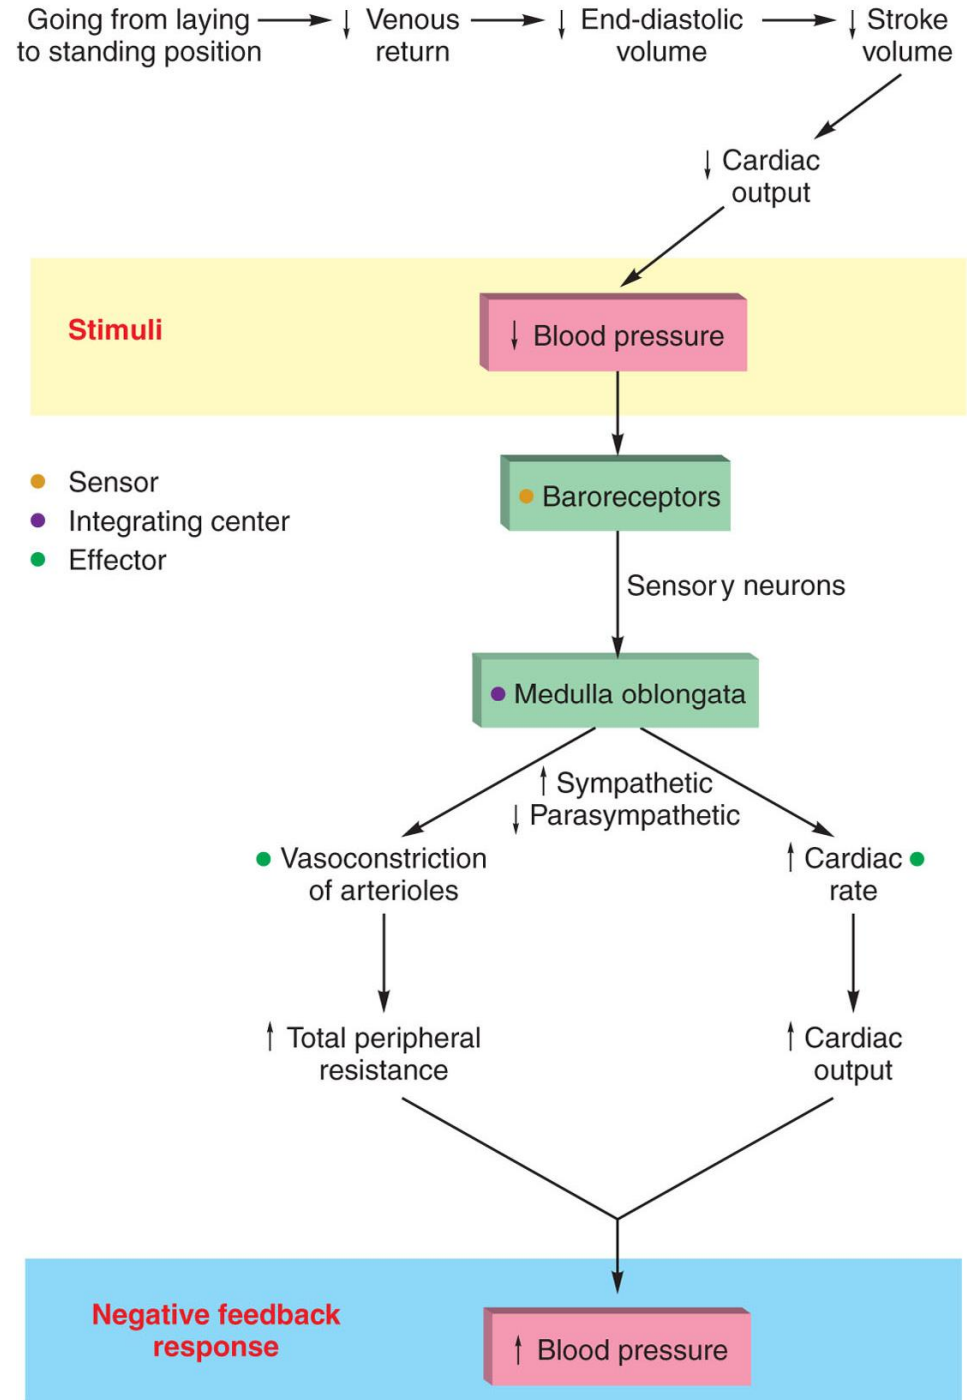 Going from laying
to standing position
↓ Venous
return
↓ End-diastolic
volume
↓ Stroke
volume
↓ Cardiac
output
Stimuli
↓ Blood pressure
Sensor
Integrating center
Effector
Baroreceptors
Sensory neurons
Medulla oblongata
↑ Sympathetic
↓ Parasympathetic
Vasoconstriction
of arterioles
↑ Cardiac
rate
↑ Total peripheral
resistance
↑ Cardiac
output
Negative feedback
response
↑ Blood pressure